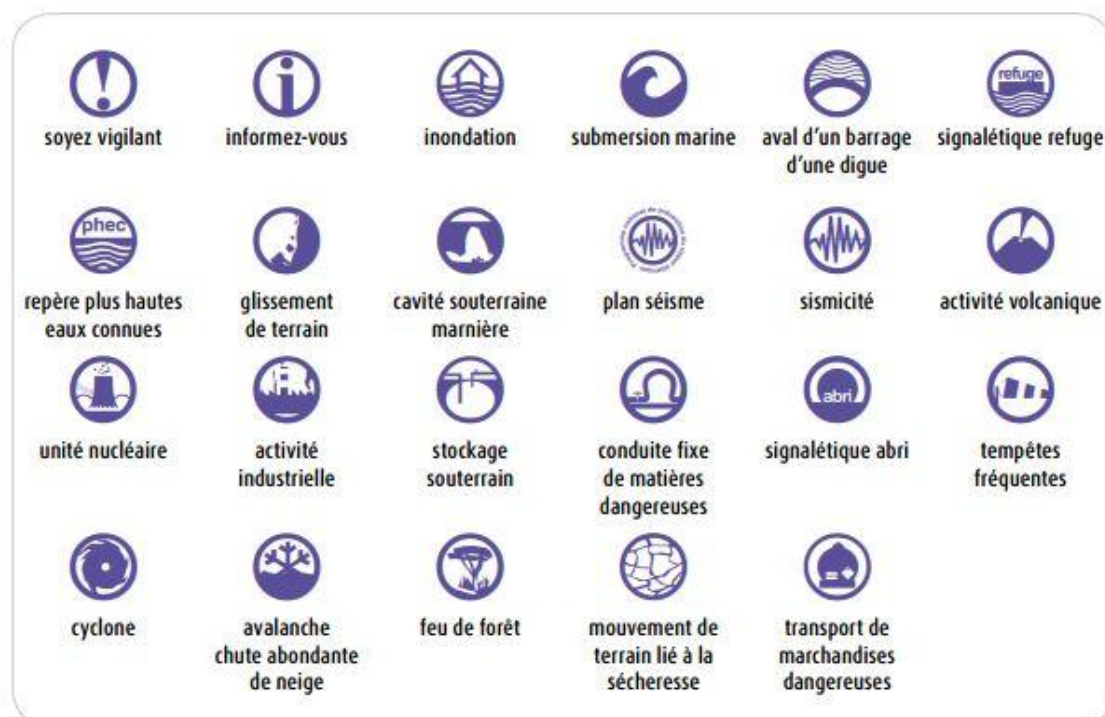 soyez vigilant
informez-vous
inondation
submersion marine
aval d'un barrage
d'une digue
refuge
signalétique refuge
phec
repère plus hautes
eaux connues
glissement
de terrain
cavité souterraine
marnière
plan séisme
sismicité
activité volcanique
unité nucléaire
activité
industrielle
stockage
souterrain
conduite fixe
de matières
dangereuses
abri
signalétique abri
tempêtes
fréquentes
cyclone
avalanche
chute abondante
de neige
feu de forêt
mouvement de
terrain lié à la
sécheresse
transport de
marchandises
dangereuses